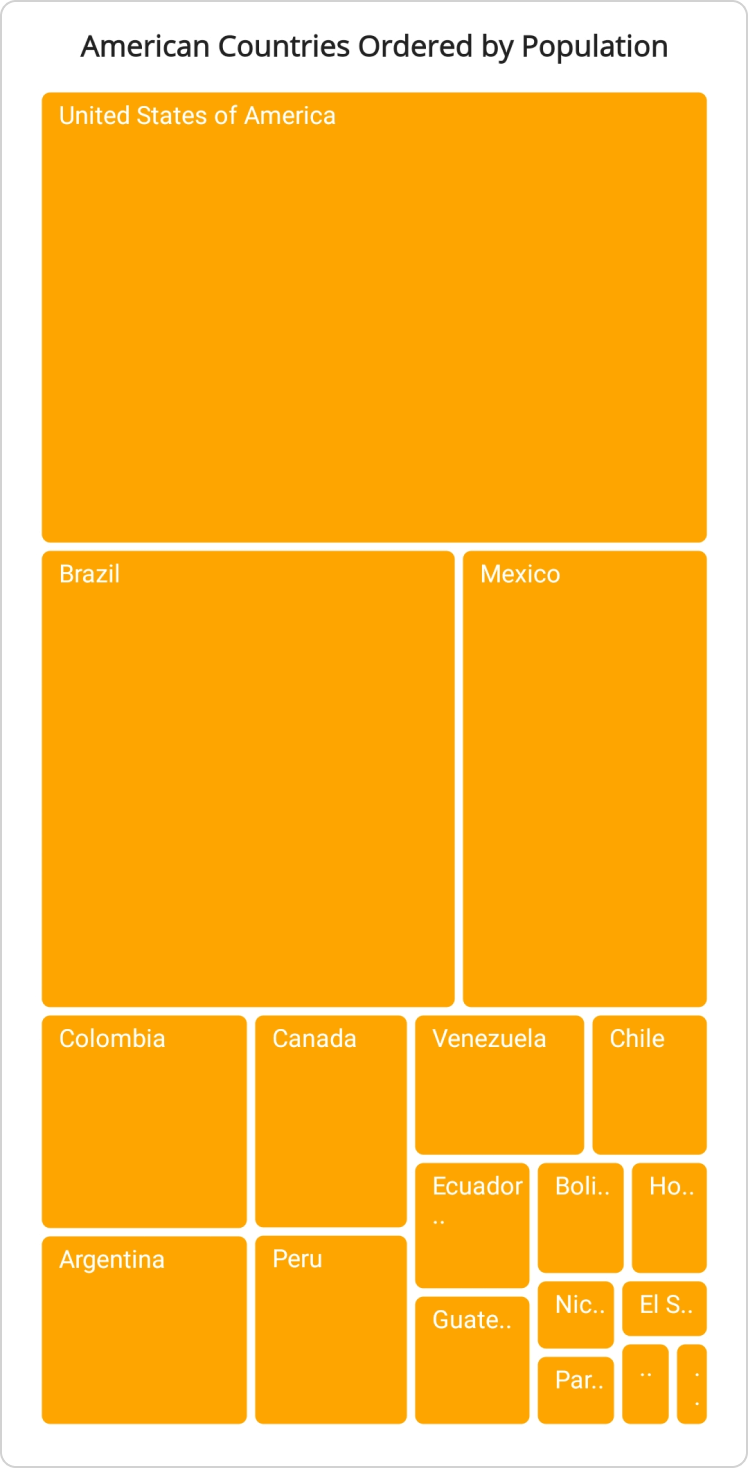 American Countries Ordered by Population
United States of America
Brazil
Mexico
Colombia
Canada
Venezuela
Chile
Ecuador
..
Boli..
Ho..
Argentina
Peru
Guate..
Nic..
El S..
Par..
..
.
.